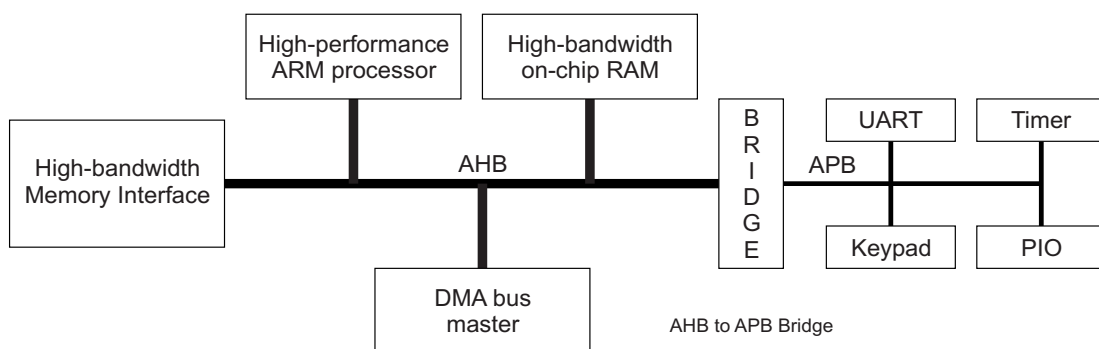 High-performance
ARM processor
High-bandwidth
on-chip RAM
High-bandwidth
Memory Interface
AHB
BRIDGE
APB
UART
Timer
Keypad
PIO
DMA bus
master
AHB to APB Bridge